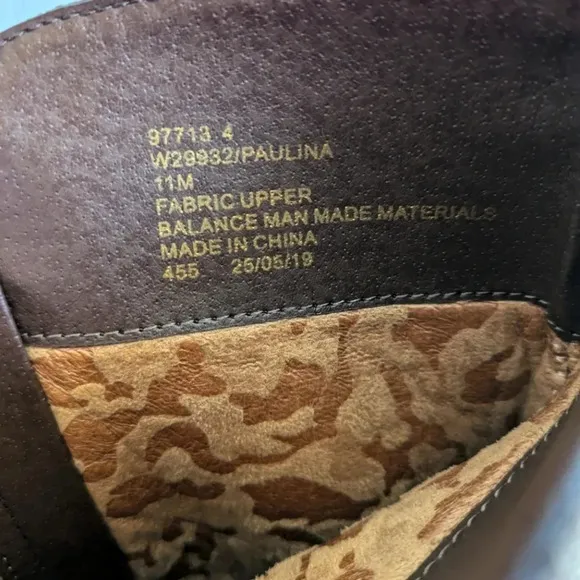 97713 4
W29932/PAULINA
11M
FABRIC UPPER
BALANCE MAN MADE MATERIALS
MADE IN CHINA
455 25/05/19